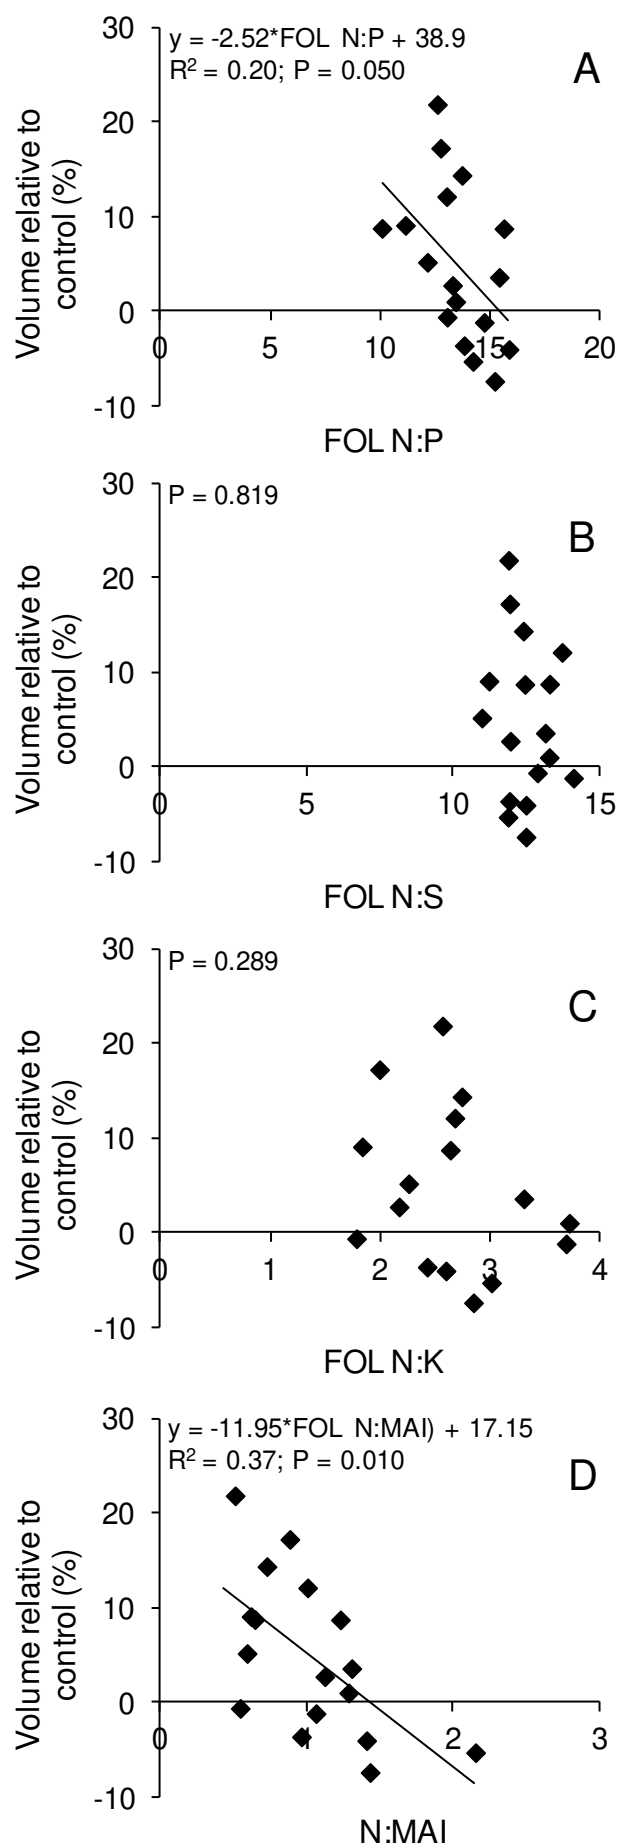 30
y = -2.52*FOL N:P + 38.9
R² = 0.20; P = 0.050
A
20
10
0
-10
0 5 10 15 20
Volume relative to
control (%)
FOL N:P
30
P = 0.819
B
20
10
0
-10
0 5 10 15
Volume relative to
control (%)
FOL N:S
30
P = 0.289
C
20
10
0
-10
0 1 2 3 4
Volume relative to
control (%)
FOL N:K
30
y = -11.95*FOL N:MAI) + 17.15
R² = 0.37; P = 0.010
D
20
10
0
-10
0 1 2 3
Volume relative to
control (%)
N:MAI